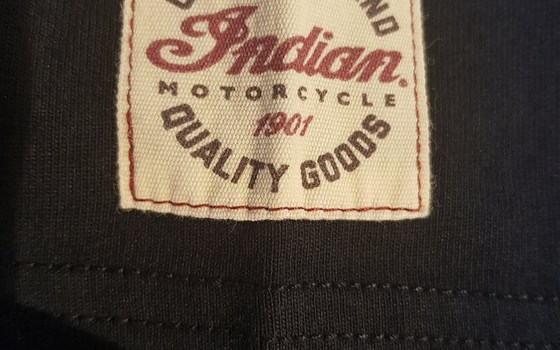 Indian
MOTORCYCLE
1901
QUALITY GOODS